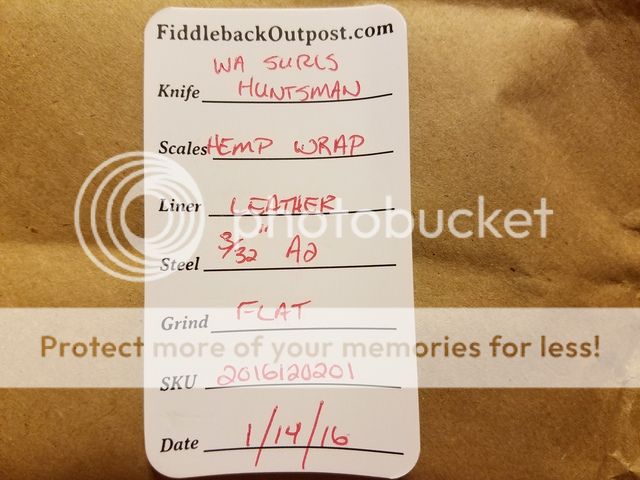 FiddlebackOutpost.com
WA SURLS
Knife HUNTSMAN
Scales HEMP WRAP
Liner LEATHER
photobucket
Steel 3/32" A2
Grind FLAT
Protect more of your memories for less!
SKU 2016120201
Date 1/14/16